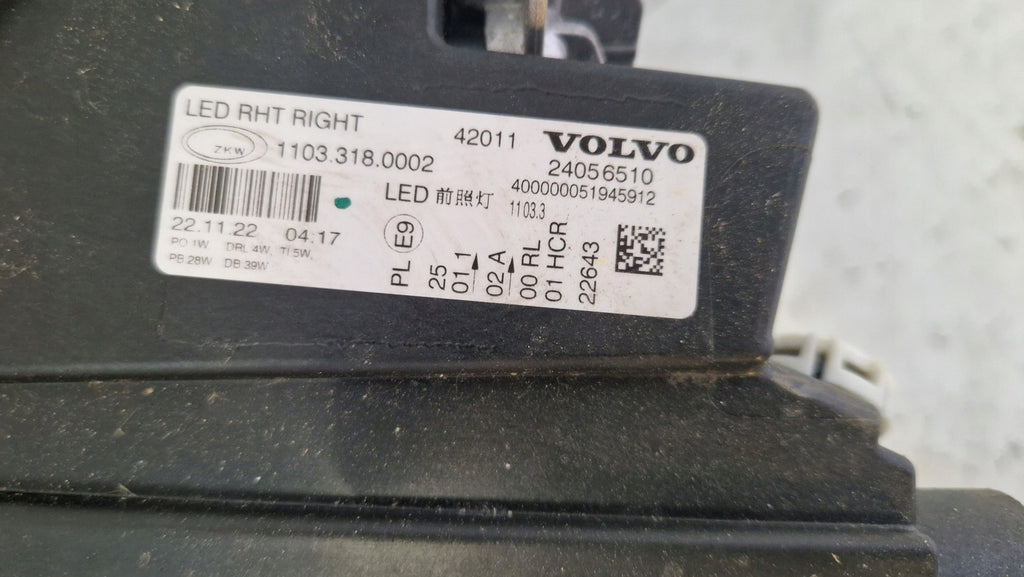 LED RHT RIGHT
42011
VOLVO
ZKW
1103.318.0002
24056510
LED 前照灯
400000051945912
1103.3
22.11.22 04:17
PO 1W DRL 4W, TI 5W,
PB 28W DB 39W
E9
PL
25
01 1
02 A
00 RL
01 HCR
22643